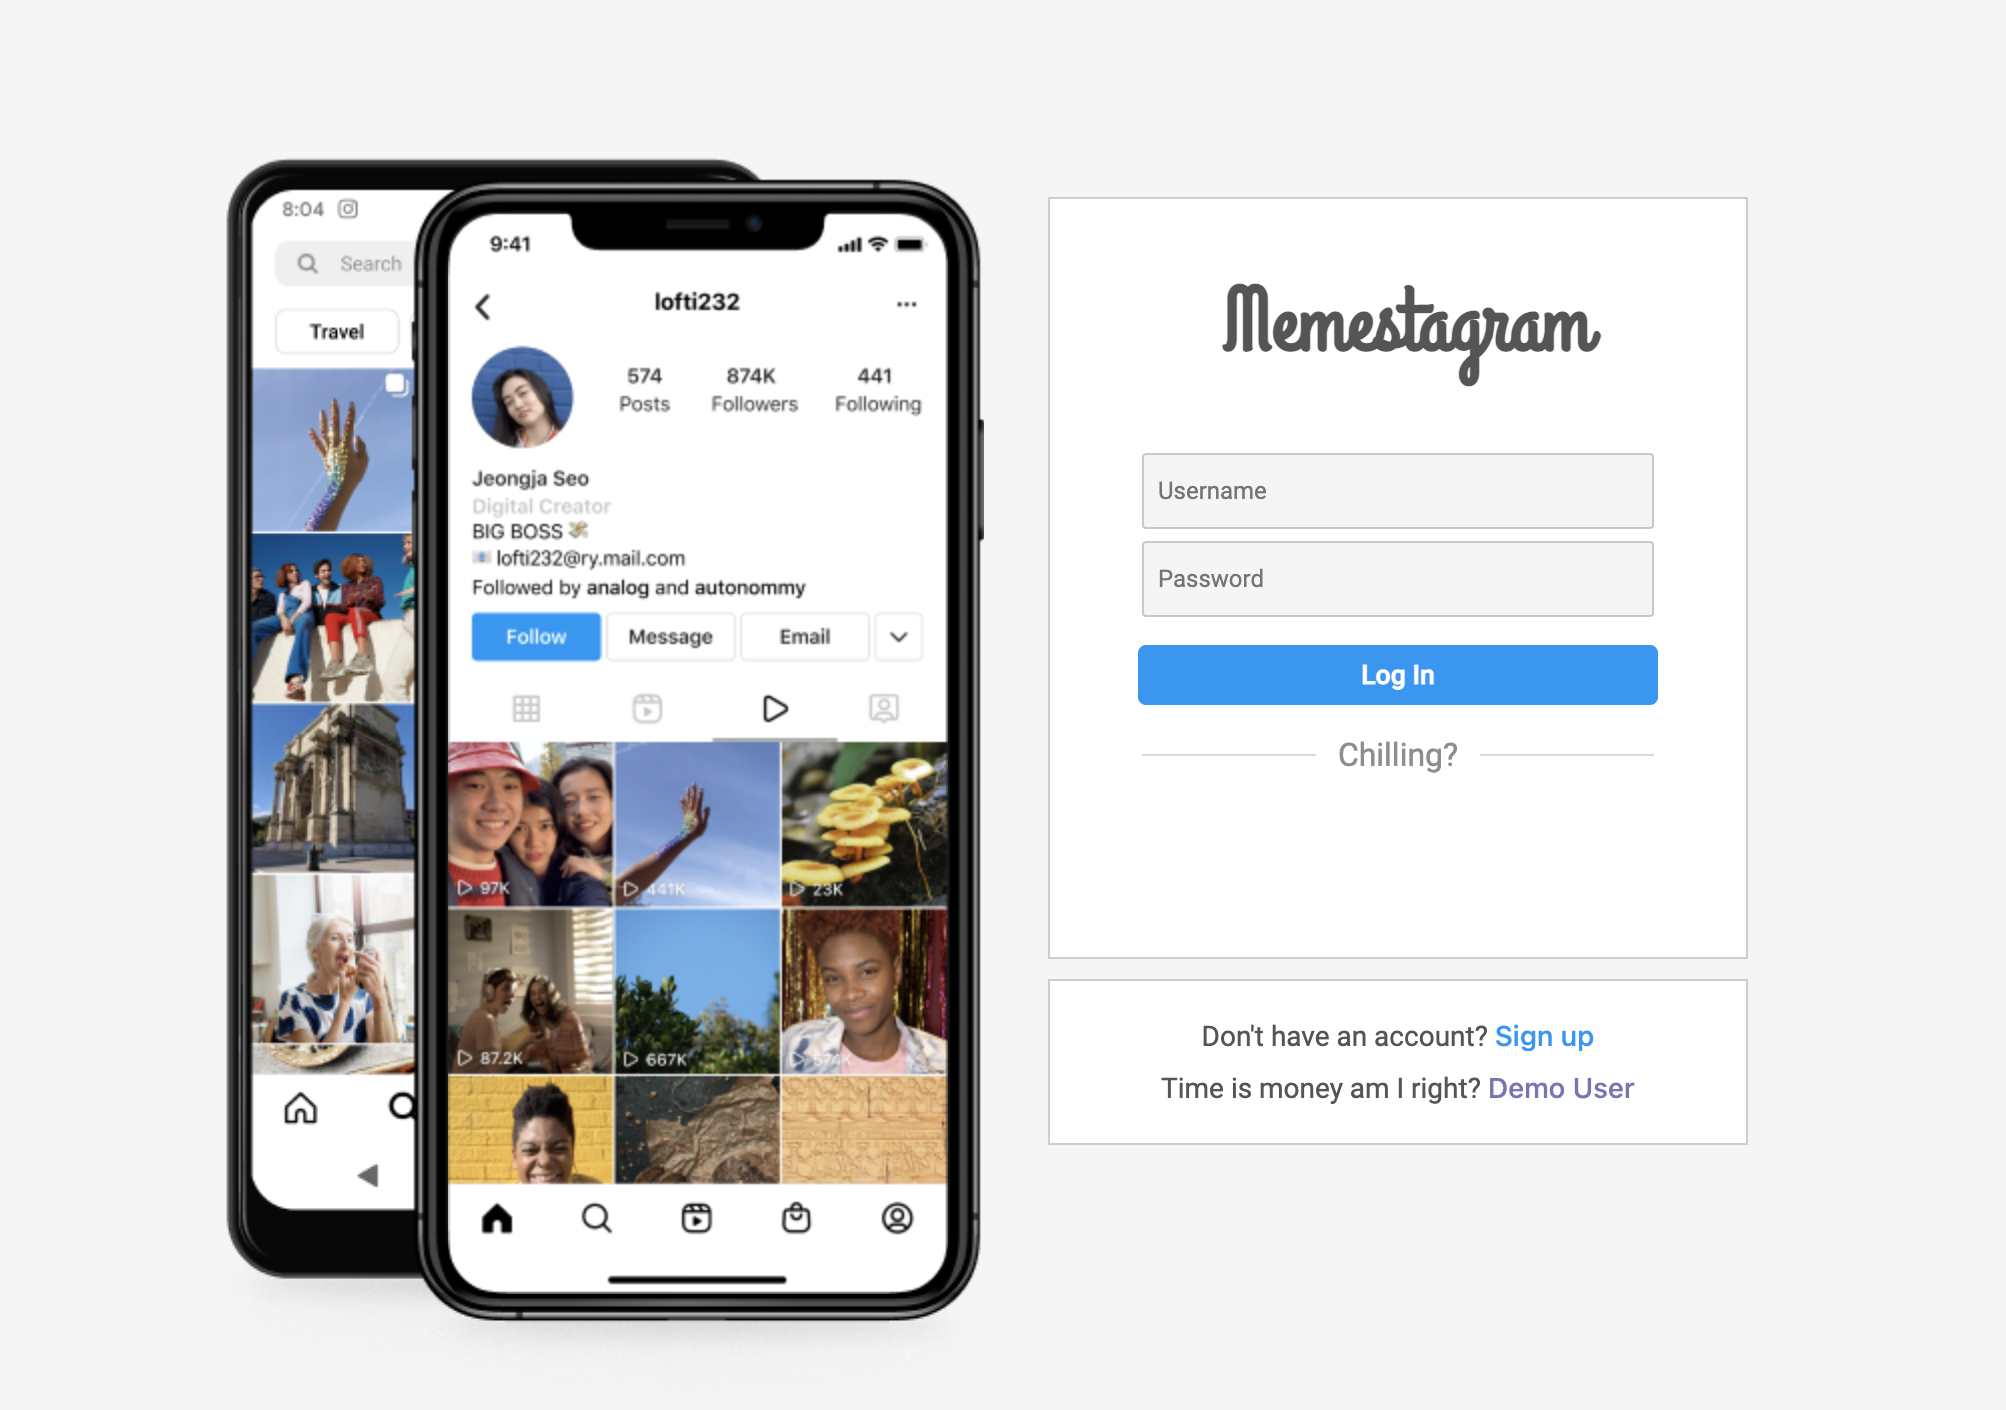 8:04
Search
Travel
9:41
lofti232
574 874K 441
Posts Followers Following
Jeongja Seo
Digital Creator
BIG BOSS 💸
📧 lofti232@ry.mail.com
Followed by analog and autonommy
Follow Message Email
97K 441K 23K
87.2K 667K 574K
Memestagram
Username
Password
Log In
Chilling?
Don't have an account? Sign up
Time is money am I right? Demo User